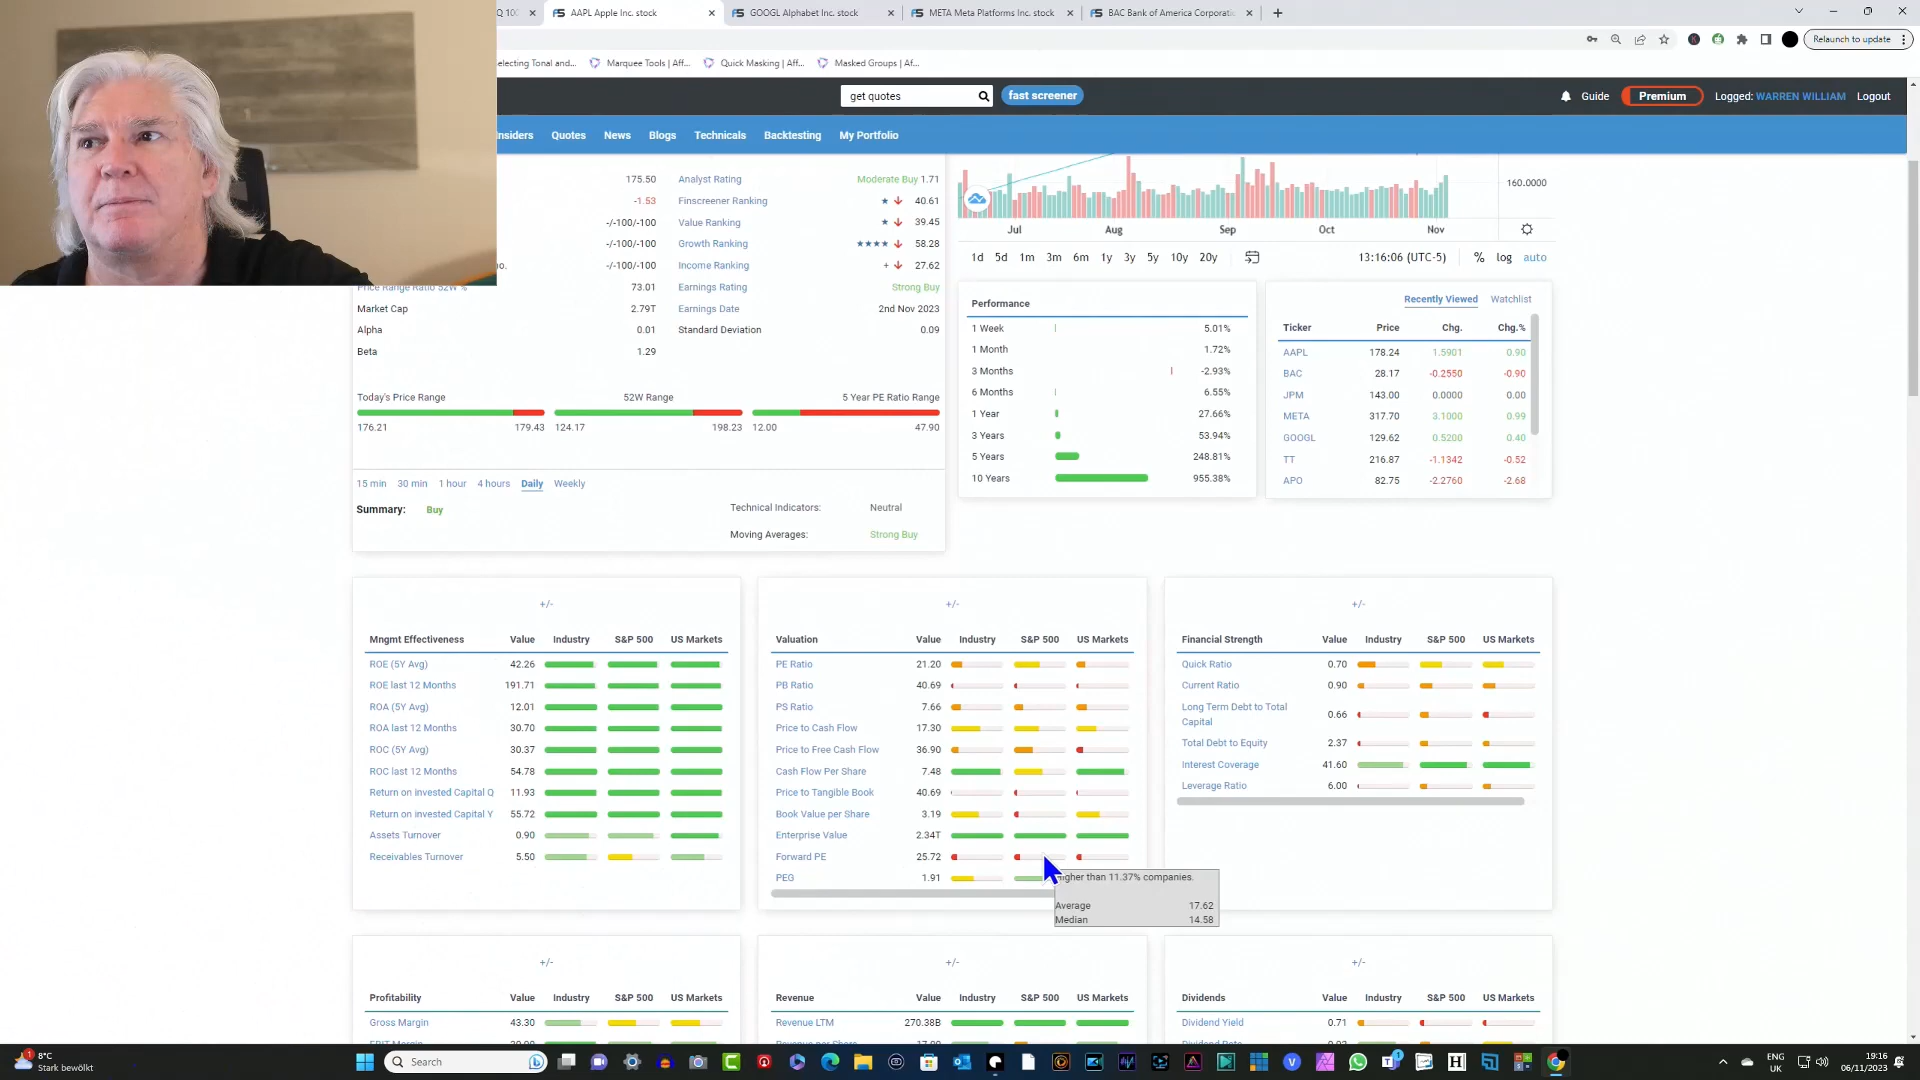 Q 100
AAPL Apple Inc. stock
GOOGL Alphabet Inc. stock
META Meta Platforms Inc. stock
BAC Bank of America Corporati
Relaunch to update
electing Tonal and...
Marquee Tools | Aff...
Quick Masking | Aff...
Masked Groups | Af...
get quotes
fast screener
Guide
Premium
Logged: WARREN WILLIAM
Logout
nsiders
Quotes
News
Blogs
Technicals
Backtesting
My Portfolio
175.50
Analyst Rating
Moderate Buy 1.71
-1.53
Finscreener Ranking
40.61
-/-100/-100
Value Ranking
39.45
-/-100/-100
Growth Ranking
58.28
o.
-/-100/-100
Income Ranking
27.62
Price Range Ratio 52W %
73.01
Earnings Rating
Strong Buy
Market Cap
2.79T
Earnings Date
2nd Nov 2023
Alpha
0.01
Standard Deviation
0.09
Beta
1.29
Today's Price Range
52W Range
5 Year PE Ratio Range
176.21
179.43
124.17
198.23
12.00
47.90
15 min
30 min
1 hour
4 hours
Daily
Weekly
Summary:
Buy
Technical Indicators:
Neutral
Moving Averages:
Strong Buy
160.0000
Jul
Aug
Sep
Oct
Nov
1d 5d 1m 3m 6m 1y 3y 5y 10y 20y
13:16:06 (UTC-5)
% log auto
Performance
1 Week 5.01%
1 Month 1.72%
3 Months -2.93%
6 Months 6.55%
1 Year 27.66%
3 Years 53.94%
5 Years 248.81%
10 Years 955.38%
Recently Viewed
Watchlist
Ticker Price Chg. Chg.%
AAPL 178.24 1.5901 0.90
BAC 28.17 -0.2550 -0.90
JPM 143.00 0.0000 0.00
META 317.70 3.1000 0.99
GOOGL 129.62 0.5200 0.40
TT 216.87 -1.1342 -0.52
APO 82.75 -2.2760 -2.68
+/-
Mngmt Effectiveness Value Industry S&P 500 US Markets
ROE (5Y Avg) 42.26
ROE last 12 Months 191.71
ROA (5Y Avg) 12.01
ROA last 12 Months 30.70
ROC (5Y Avg) 30.37
ROC last 12 Months 54.78
Return on invested Capital Q 11.93
Return on invested Capital Y 55.72
Assets Turnover 0.90
Receivables Turnover 5.50
+/-
Valuation Value Industry S&P 500 US Markets
PE Ratio 21.20
PB Ratio 40.69
PS Ratio 7.66
Price to Cash Flow 17.30
Price to Free Cash Flow 36.90
Cash Flow Per Share 7.48
Price to Tangible Book 40.69
Book Value per Share 3.19
Enterprise Value 2.34T
Forward PE 25.72
PEG 1.91
igher than 11.37% companies.
Average 17.62
Median 14.58
+/-
Financial Strength Value Industry S&P 500 US Markets
Quick Ratio 0.70
Current Ratio 0.90
Long Term Debt to Total
Capital 0.66
Total Debt to Equity 2.37
Interest Coverage 41.60
Leverage Ratio 6.00
+/-
Profitability Value Industry S&P 500 US Markets
Gross Margin 43.30
+/-
Revenue Value Industry S&P 500 US Markets
Revenue LTM 270.38B
+/-
Dividends Value Industry S&P 500 US Markets
Dividend Yield 0.71
8°C
Stark bewölkt
Search
ENG
UK
19:16
06/11/2023